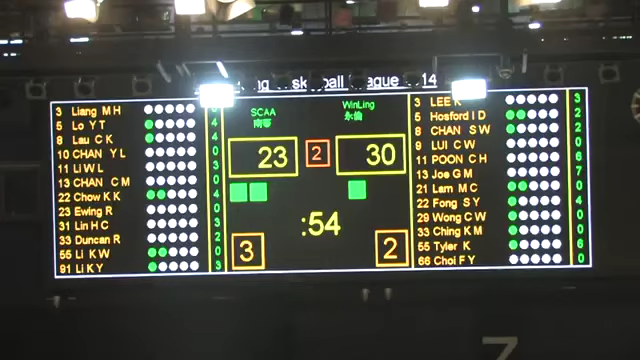 ball league 14
SCAA
南華
WinLing
永倫
23
2
30
:54
3
2
3 Liang M H
5 Lo Y T 4
8 Lau C K 4
10 CHAN Y L 0
11 Li W L 3
13 CHAN C M 0
22 Chow K K 4
23 Ewing R 0
31 Lin H C 3
33 Duncan R 2
55 Li K W 0
91 Li K Y 3
3 LEE K 3
5 Hosford I D 2
8 CHAN S W 2
9 LUI C W 0
11 POON C H 6
13 Joe G M 7
21 Lam M C 0
22 Fong S Y 4
29 Wong C W 0
33 Ching K M 0
55 Tyler K 6
66 Choi F Y 0
7